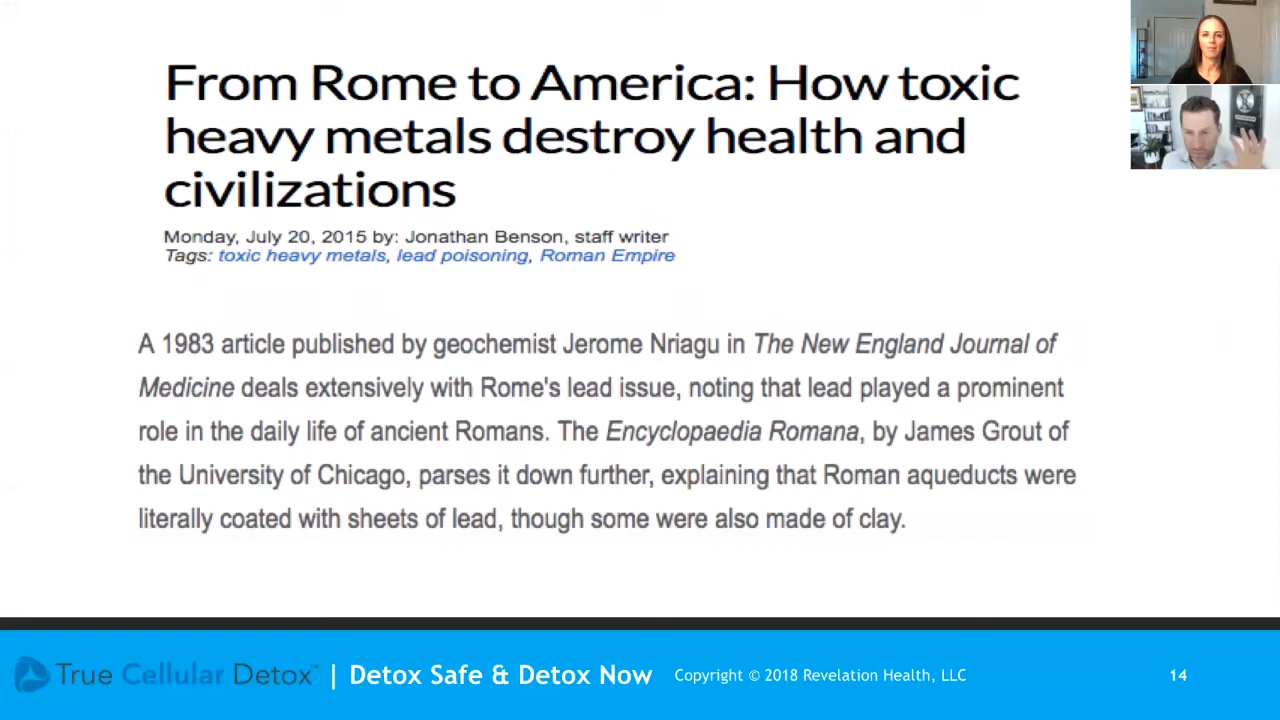 From Rome to America: How toxic
heavy metals destroy health and
civilizations
Monday, July 20, 2015 by: Jonathan Benson, staff writer
Tags: toxic heavy metals, lead poisoning, Roman Empire
A 1983 article published by geochemist Jerome Nriagu in The New England Journal of
Medicine deals extensively with Rome's lead issue, noting that lead played a prominent
role in the daily life of ancient Romans. The Encyclopaedia Romana, by James Grout of
the University of Chicago, parses it down further, explaining that Roman aqueducts were
literally coated with sheets of lead, though some were also made of clay.
True Cellular Detox™ | Detox Safe & Detox Now Copyright © 2018 Revelation Health, LLC 14